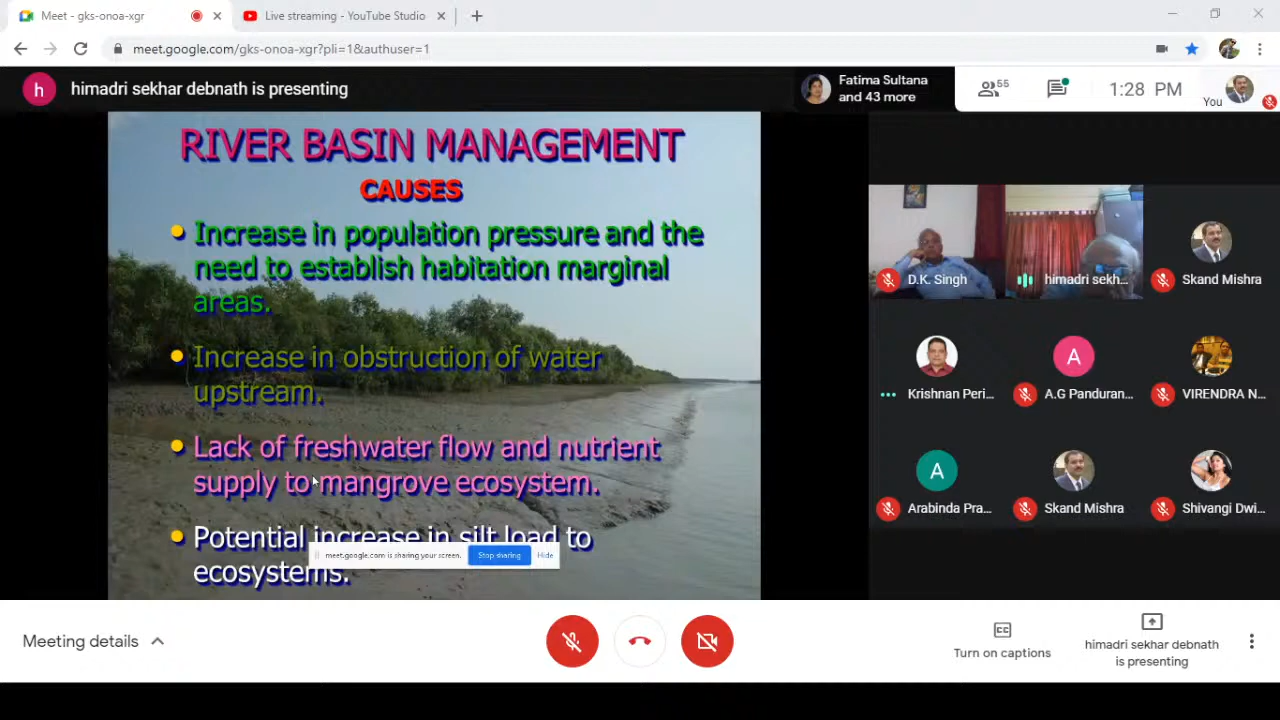 Meet - gks-onoa-xgr
Live streaming - YouTube Studio
meet.google.com/gks-onoa-xgr?pli=1&authuser=1
h
himadri sekhar debnath is presenting
Fatima Sultana
and 43 more
55
1:28 PM
You
RIVER BASIN MANAGEMENT
CAUSES
Increase in population pressure and the
need to establish habitation marginal
areas.
Increase in obstruction of water
upstream.
Lack of freshwater flow and nutrient
supply to mangrove ecosystem.
Potential increase in silt load to
ecosystems.
meet.google.com is sharing your screen.
Stop sharing
Hide
D.K. Singh
himadri sekh...
Skand Mishra
Krishnan Peri...
A
A.G Panduran...
VIRENDRA N...
A
Arabinda Pra...
Skand Mishra
Shivangi Dwi...
Meeting details
CC
Turn on captions
himadri sekhar debnath
is presenting